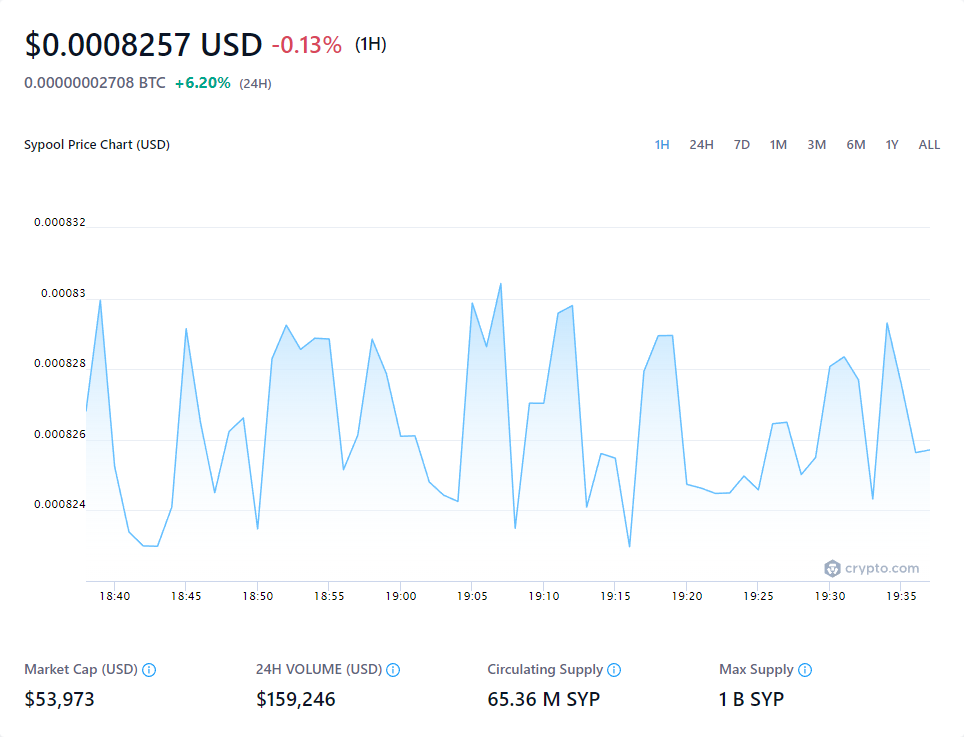 $0.0008257 USD -0.13% (1H)
0.00000002708 BTC +6.20% (24H)
Sypool Price Chart (USD) 1H 24H 7D 1M 3M 6M 1Y ALL
0.000832
0.00083
0.000828
0.000826
0.000824
crypto.com
18:40 18:45 18:50 18:55 19:00 19:05 19:10 19:15 19:20 19:25 19:30 19:35
Market Cap (USD) 24H VOLUME (USD) Circulating Supply Max Supply
$53,973 $159,246 65.36 M SYP 1 B SYP